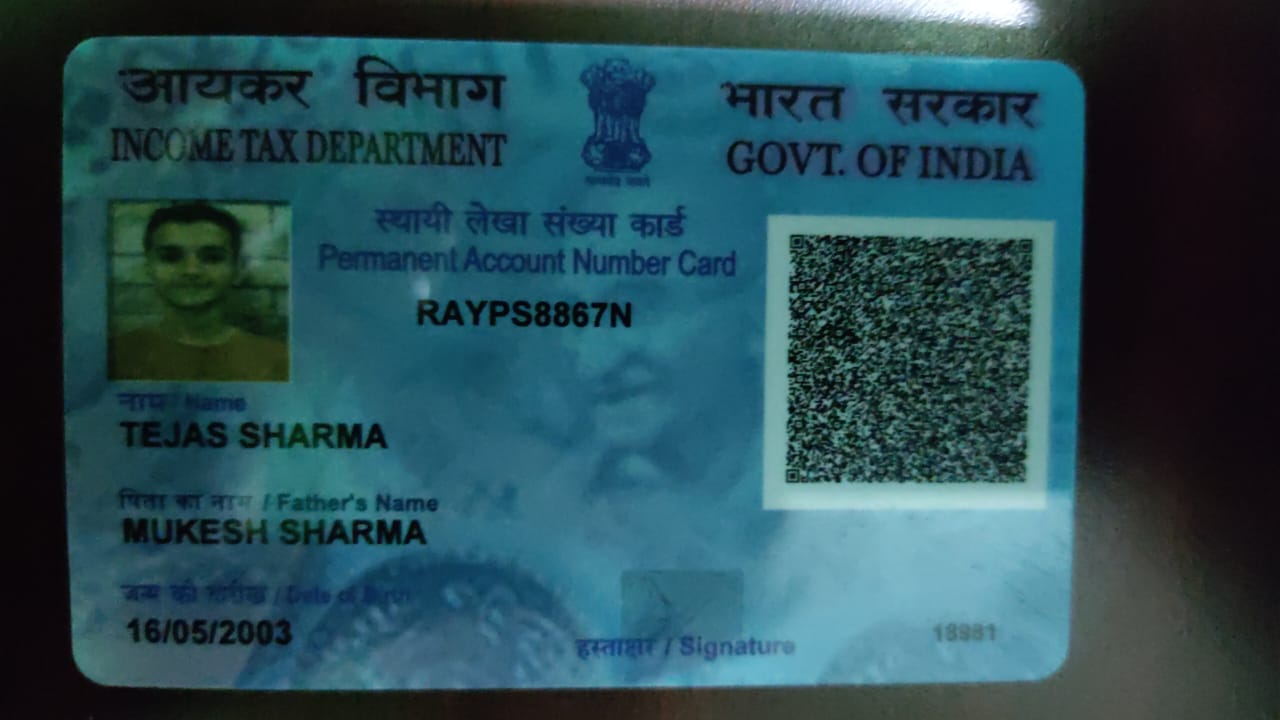 आयकर विभाग
INCOME TAX DEPARTMENT
भारत सरकार
GOVT. OF INDIA
सत्यमेव जयते
स्थायी लेखा संख्या कार्ड
Permanent Account Number Card
RAYPS8867N
नाम / Name
TEJAS SHARMA
पिता का नाम / Father's Name
MUKESH SHARMA
जन्म की तारीख / Date of Birth
16/05/2003
हस्ताक्षर / Signature